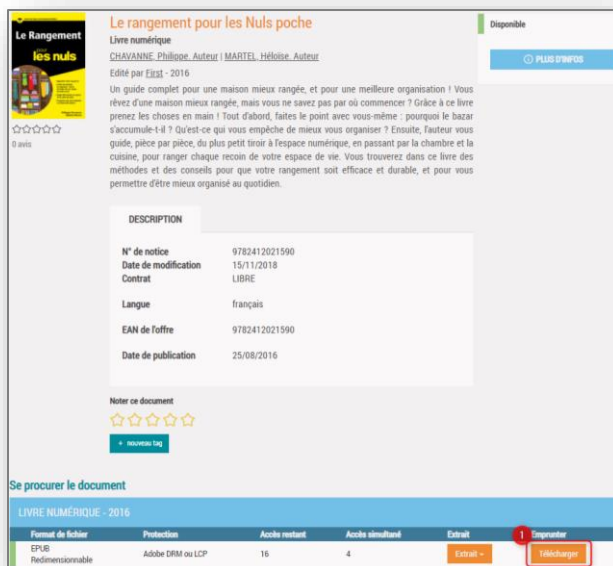 Le Rangement
pour
les nuls
0 avis
Le rangement pour les Nuls poche
Livre numérique
CHAVANNE, Philippe. Auteur | MARTEL, Héloïse. Auteur
Edité par First - 2016
Un guide complet pour une maison mieux rangée, et pour une meilleure organisation ! Vous
rêvez d'une maison mieux rangée, mais vous ne savez pas par où commencer ? Grâce à ce livre
prenez les choses en main ! Tout d'abord, faites le point avec vous-même : pourquoi le bazar
s'accumule-t-il ? Qu'est-ce qui vous empêche de mieux vous organiser ? Ensuite, l'auteur vous
guide, pièce par pièce, du plus petit tiroir à l'espace numérique, en passant par la chambre et la
cuisine, pour ranger chaque recoin de votre espace de vie. Vous trouverez dans ce livre des
méthodes et des conseils pour que votre rangement soit efficace et durable, et pour vous
permettre d'être mieux organisé au quotidien.
Disponible
PLUS D'INFOS
DESCRIPTION
N° de notice 9782412021590
Date de modification 15/11/2018
Contrat LIBRE
Langue français
EAN de l'offre 9782412021590
Date de publication 25/08/2016
Noter ce document
+ nouveau tag
Se procurer le document
LIVRE NUMÉRIQUE - 2016
Format de fichier Protection Accès restant Accès simultané Extrait 1 Emprunter
EPUB
Redimensionnable Adobe DRM ou LCP 16 4 Extrait Télécharger